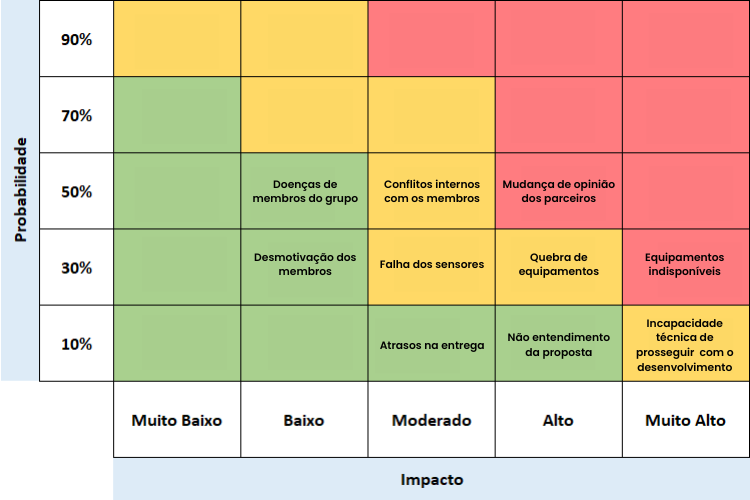 Probabilidade
90%
70%
50%
Doenças de
membros do grupo
Conflitos internos
com os membros
Mudança de opinião
dos parceiros
30%
Desmotivação dos
membros
Falha dos sensores
Quebra de
equipamentos
Equipamentos
indisponíveis
10%
Atrasos na entrega
Não entendimento
da proposta
Incapacidade
técnica de
prosseguir com o
desenvolvimento
Muito Baixo
Baixo
Moderado
Alto
Muito Alto
Impacto